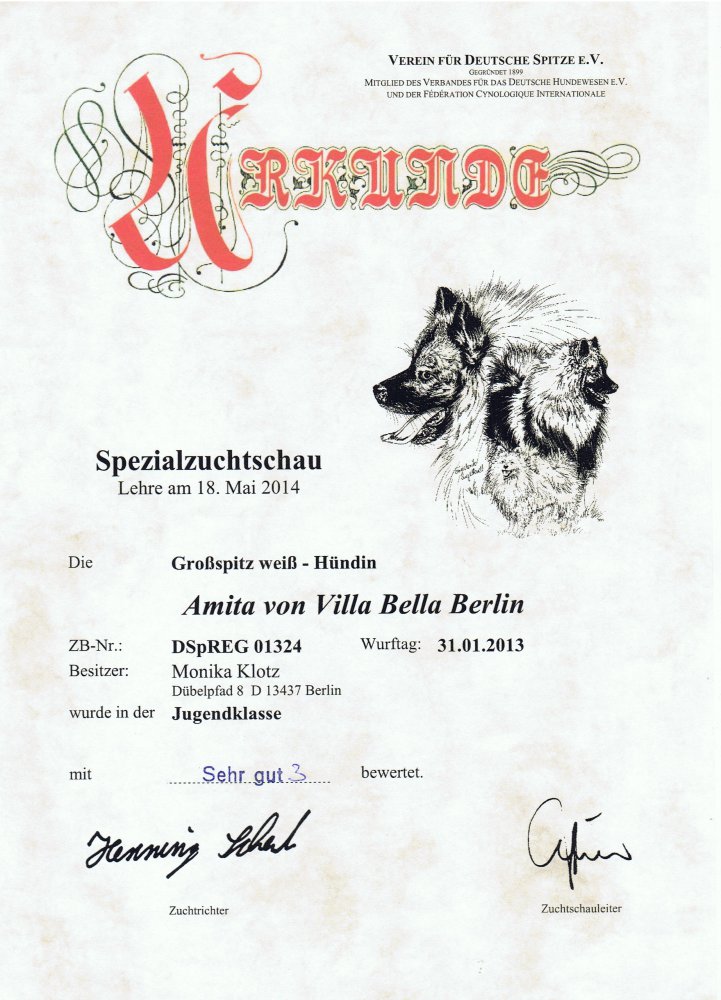 VEREIN FÜR DEUTSCHE SPITZE E.V.
GEGRÜNDET 1899
MITGLIED DES VERBANDES FÜR DAS DEUTSCHE HUNDEWESEN E.V.
UND DER FÉDÉRATION CYNOLOGIQUE INTERNATIONALE
URKUNDE
Spezialzuchtschau
Lehre am 18. Mai 2014
Die Großspitz weiß - Hündin
Amita von Villa Bella Berlin
ZB-Nr.: DSpREG 01324 Wurftag: 31.01.2013
Besitzer: Monika Klotz
Dübelpfad 8 D 13437 Berlin
wurde in der Jugendklasse
mit Sehr gut 3 bewertet.
Henning
Zuchtrichter Zuchtschauleiter